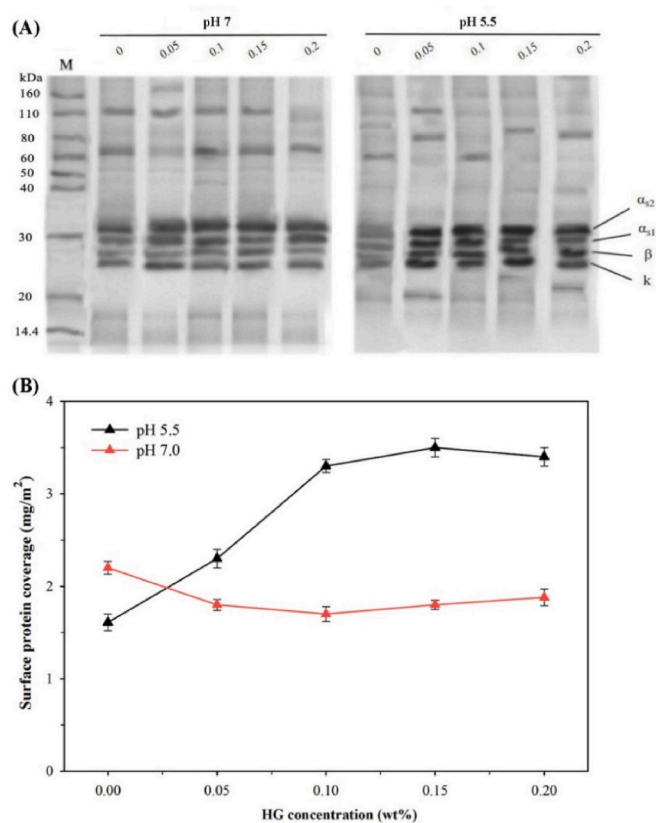 (A)
pH 7
pH 5.5
0 0.05 0.1 0.15 0.2
0 0.05 0.1 0.15 0.2
M
kDa
160
110
80
60
50
40
30
20
14.4
αs2
αs1
β
k
(B)
pH 5.5
pH 7.0
Surface protein coverage (mg/m²)
4
3
2
1
0
0.00 0.05 0.10 0.15 0.20
HG concentration (wt%)